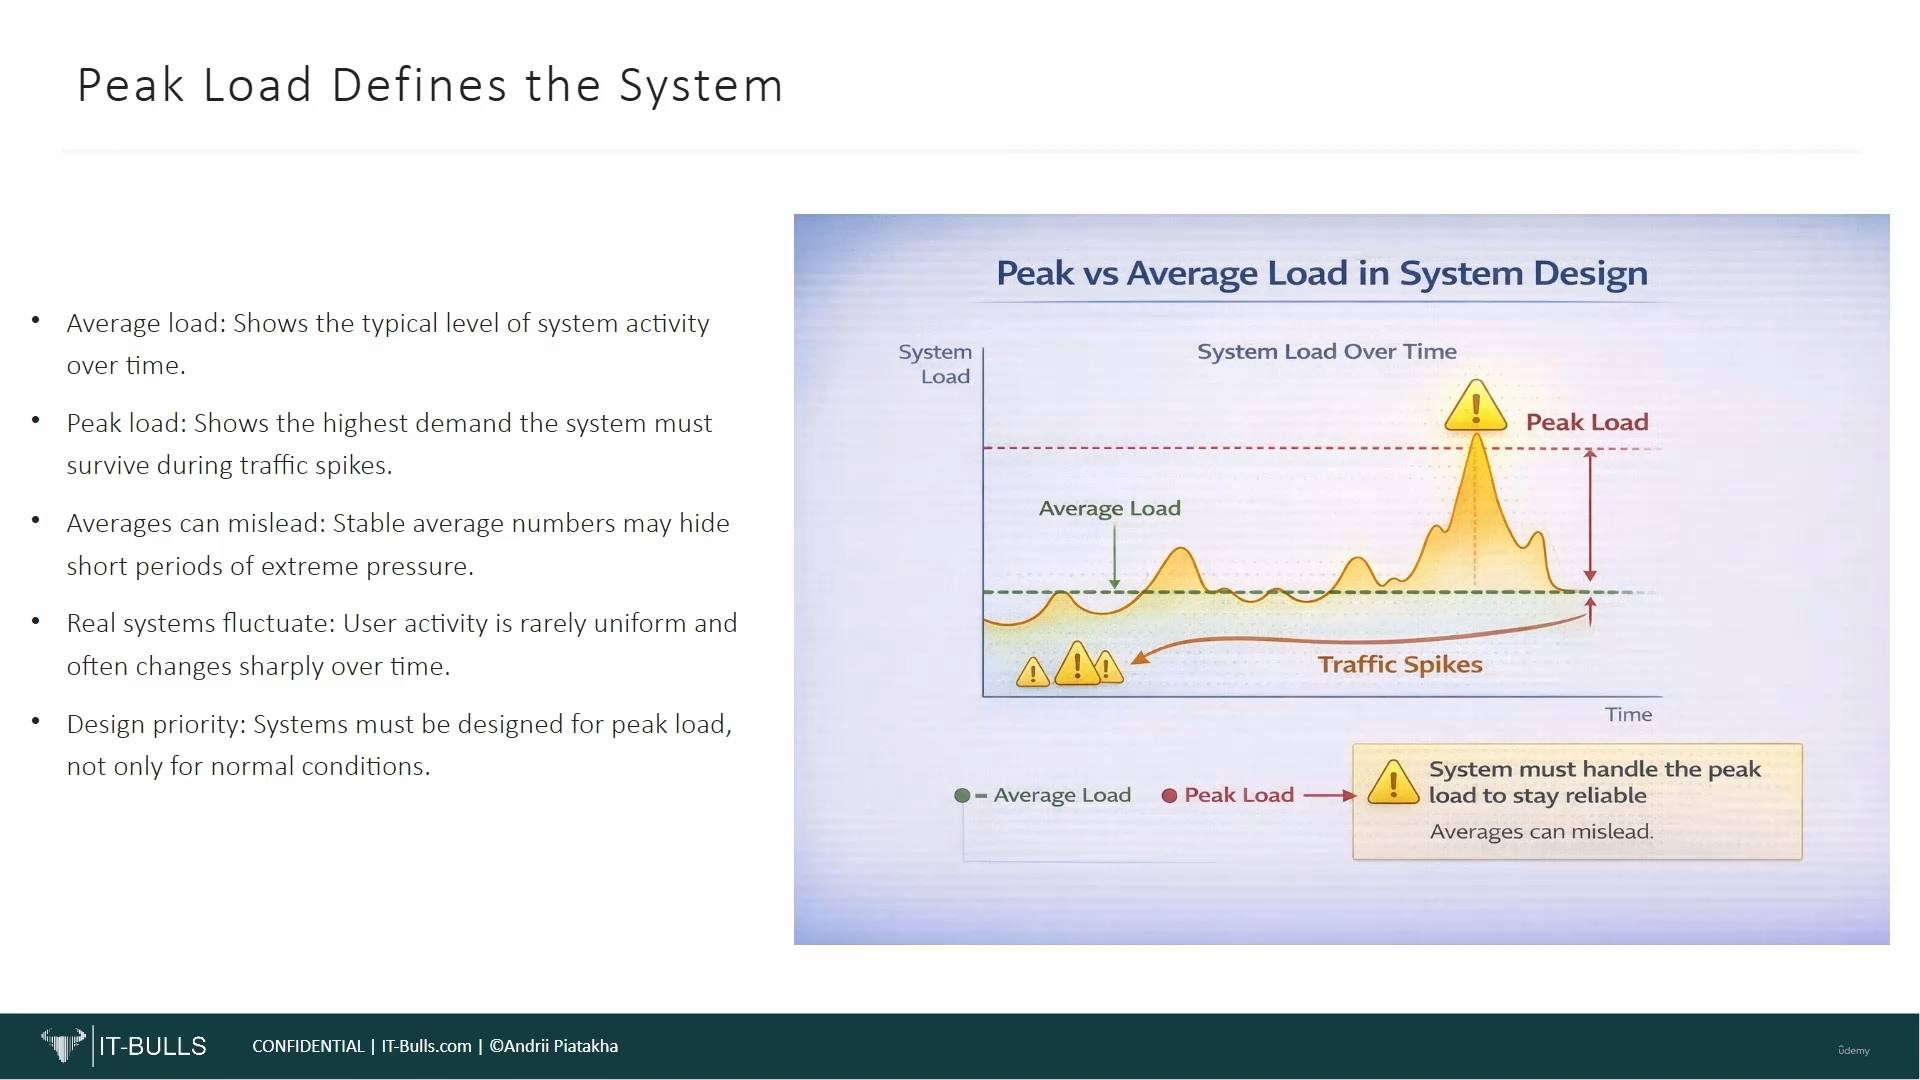 Peak Load Defines the System
• Average load: Shows the typical level of system activity
over time.
• Peak load: Shows the highest demand the system must
survive during traffic spikes.
• Averages can mislead: Stable average numbers may hide
short periods of extreme pressure.
• Real systems fluctuate: User activity is rarely uniform and
often changes sharply over time.
• Design priority: Systems must be designed for peak load,
not only for normal conditions.
Peak vs Average Load in System Design
System
Load
System Load Over Time
Peak Load
Average Load
Traffic Spikes
Time
Average Load
Peak Load
System must handle the peak
load to stay reliable
Averages can mislead.
IT-BULLS
CONFIDENTIAL | IT-Bulls.com | ©Andrii Piatakha
udemy